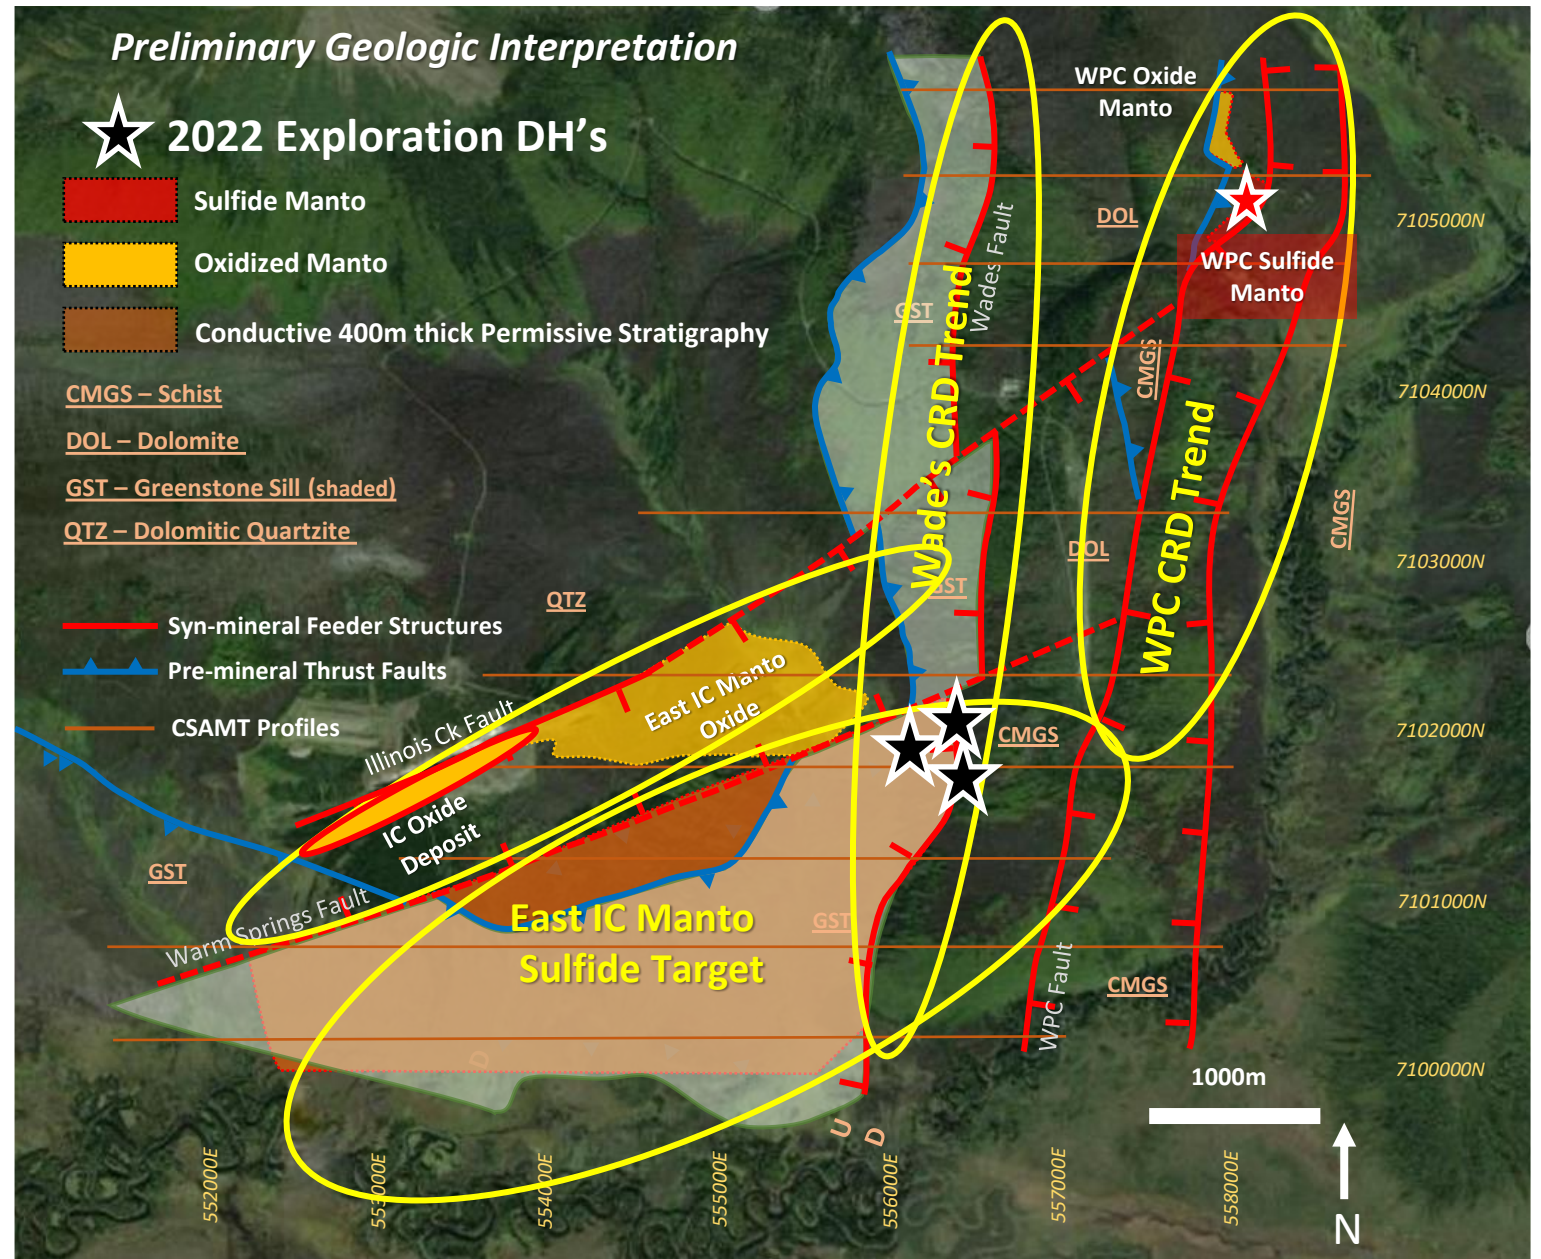 Preliminary Geologic Interpretation
2022 Exploration DH's
Sulfide Manto
Oxidized Manto
Conductive 400m thick Permissive Stratigraphy
CMGS – Schist
DOL – Dolomite
GST – Greenstone Sill (shaded)
QTZ – Dolomitic Quartzite
Syn-mineral Feeder Structures
Pre-mineral Thrust Faults
CSAMT Profiles
WPC Oxide
Manto
DOL
WPC Sulfide
Manto
Wades Fault
GST
Wade's CRD Trend
CMGS
WPC CRD Trend
CMGS
DOL
GST
QTZ
East IC Manto
Oxide
Illinois Ck Fault
IC Oxide
Deposit
CMGS
GST
Warm Springs Fault
East IC Manto
Sulfide Target
GST
WPC Fault
CMGS
U
D
D
7105000N
7104000N
7103000N
7102000N
7101000N
7100000N
1000m
N
552000E
553000E
554000E
555000E
556000E
557000E
558000E